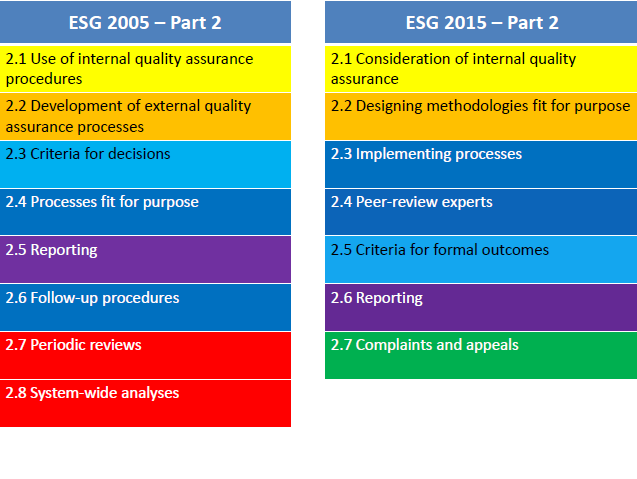 ESG 2005 – Part 2
2.1 Use of internal quality assurance
procedures
2.2 Development of external quality
assurance processes
2.3 Criteria for decisions
2.4 Processes fit for purpose
2.5 Reporting
2.6 Follow-up procedures
2.7 Periodic reviews
2.8 System-wide analyses
ESG 2015 – Part 2
2.1 Consideration of internal quality
assurance
2.2 Designing methodologies fit for purpose
2.3 Implementing processes
2.4 Peer-review experts
2.5 Criteria for formal outcomes
2.6 Reporting
2.7 Complaints and appeals